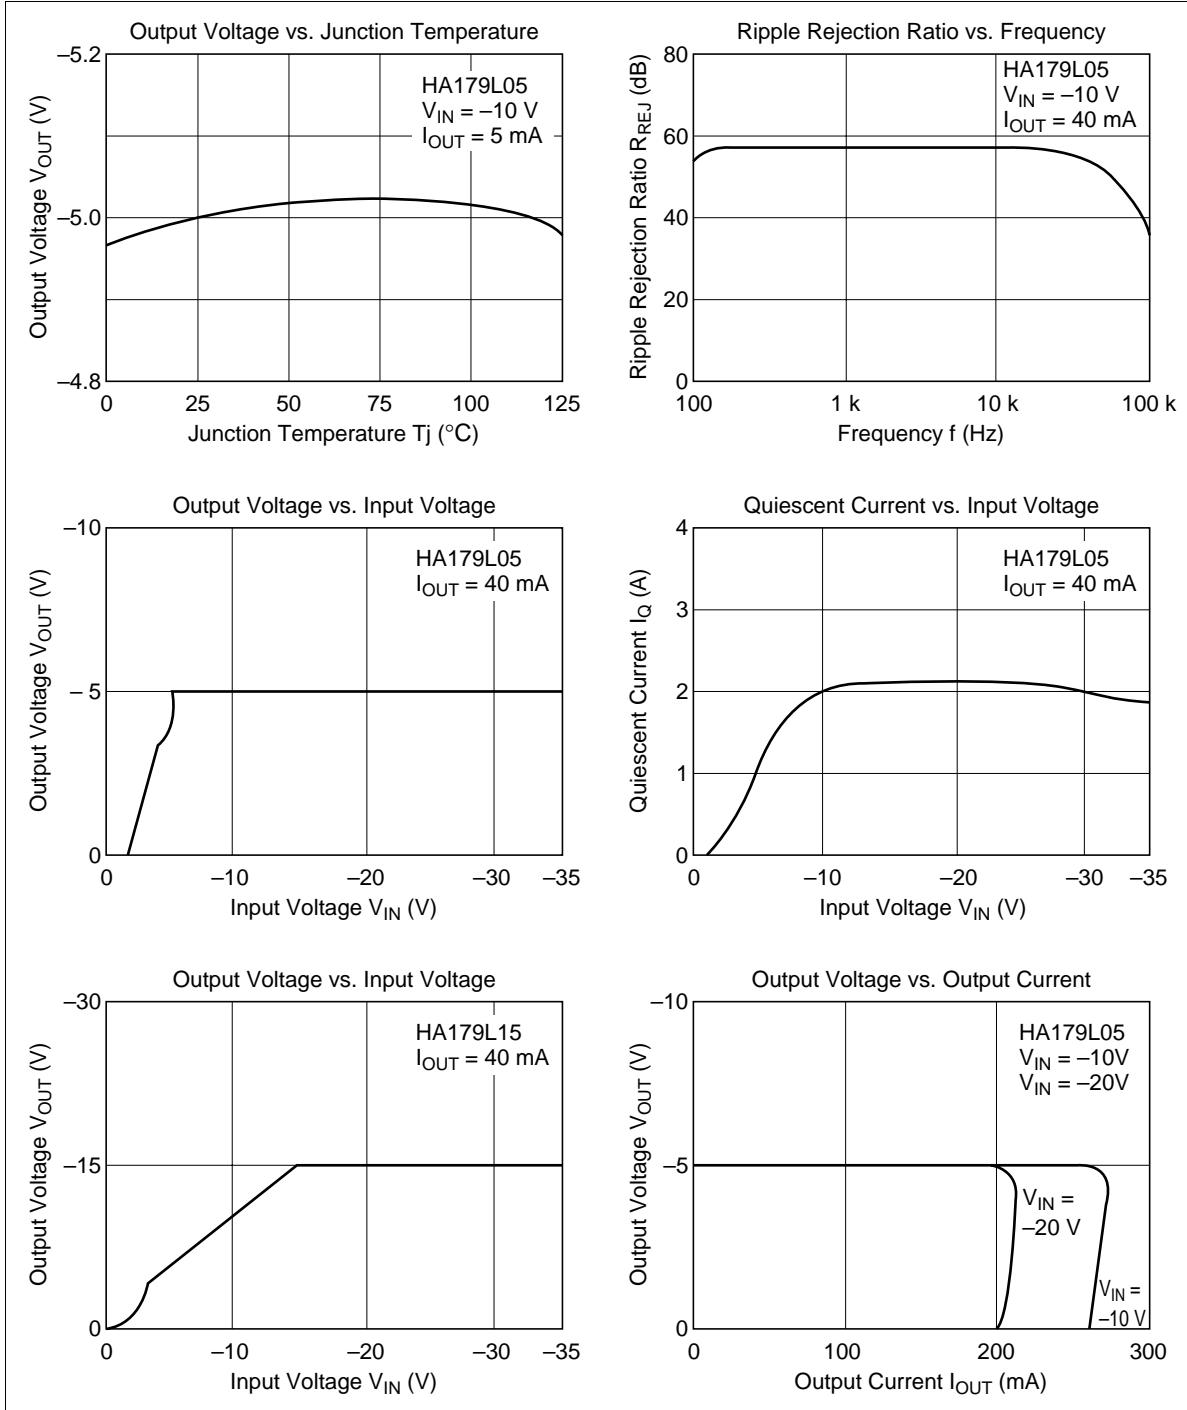 Output Voltage vs. Junction Temperature
Output Voltage V_OUT (V)
–5.2
–5.0
–4.8
HA179L05
V_IN = –10 V
I_OUT = 5 mA
0 25 50 75 100 125
Junction Temperature Tj (°C)
Ripple Rejection Ratio vs. Frequency
Ripple Rejection Ratio R_REJ (dB)
80
60
40
20
0
HA179L05
V_IN = –10 V
I_OUT = 40 mA
100 1 k 10 k 100 k
Frequency f (Hz)
Output Voltage vs. Input Voltage
Output Voltage V_OUT (V)
–10
– 5
0
HA179L05
I_OUT = 40 mA
0 –10 –20 –30 –35
Input Voltage V_IN (V)
Quiescent Current vs. Input Voltage
Quiescent Current I_Q (A)
4
3
2
1
0
HA179L05
I_OUT = 40 mA
0 –10 –20 –30 –35
Input Voltage V_IN (V)
Output Voltage vs. Input Voltage
Output Voltage V_OUT (V)
–30
–15
0
HA179L15
I_OUT = 40 mA
0 –10 –20 –30 –35
Input Voltage V_IN (V)
Output Voltage vs. Output Current
Output Voltage V_OUT (V)
–10
–5
0
HA179L05
V_IN = –10V
V_IN = –20V
V_IN =
–20 V
V_IN =
–10 V
0 100 200 300
Output Current I_OUT (mA)